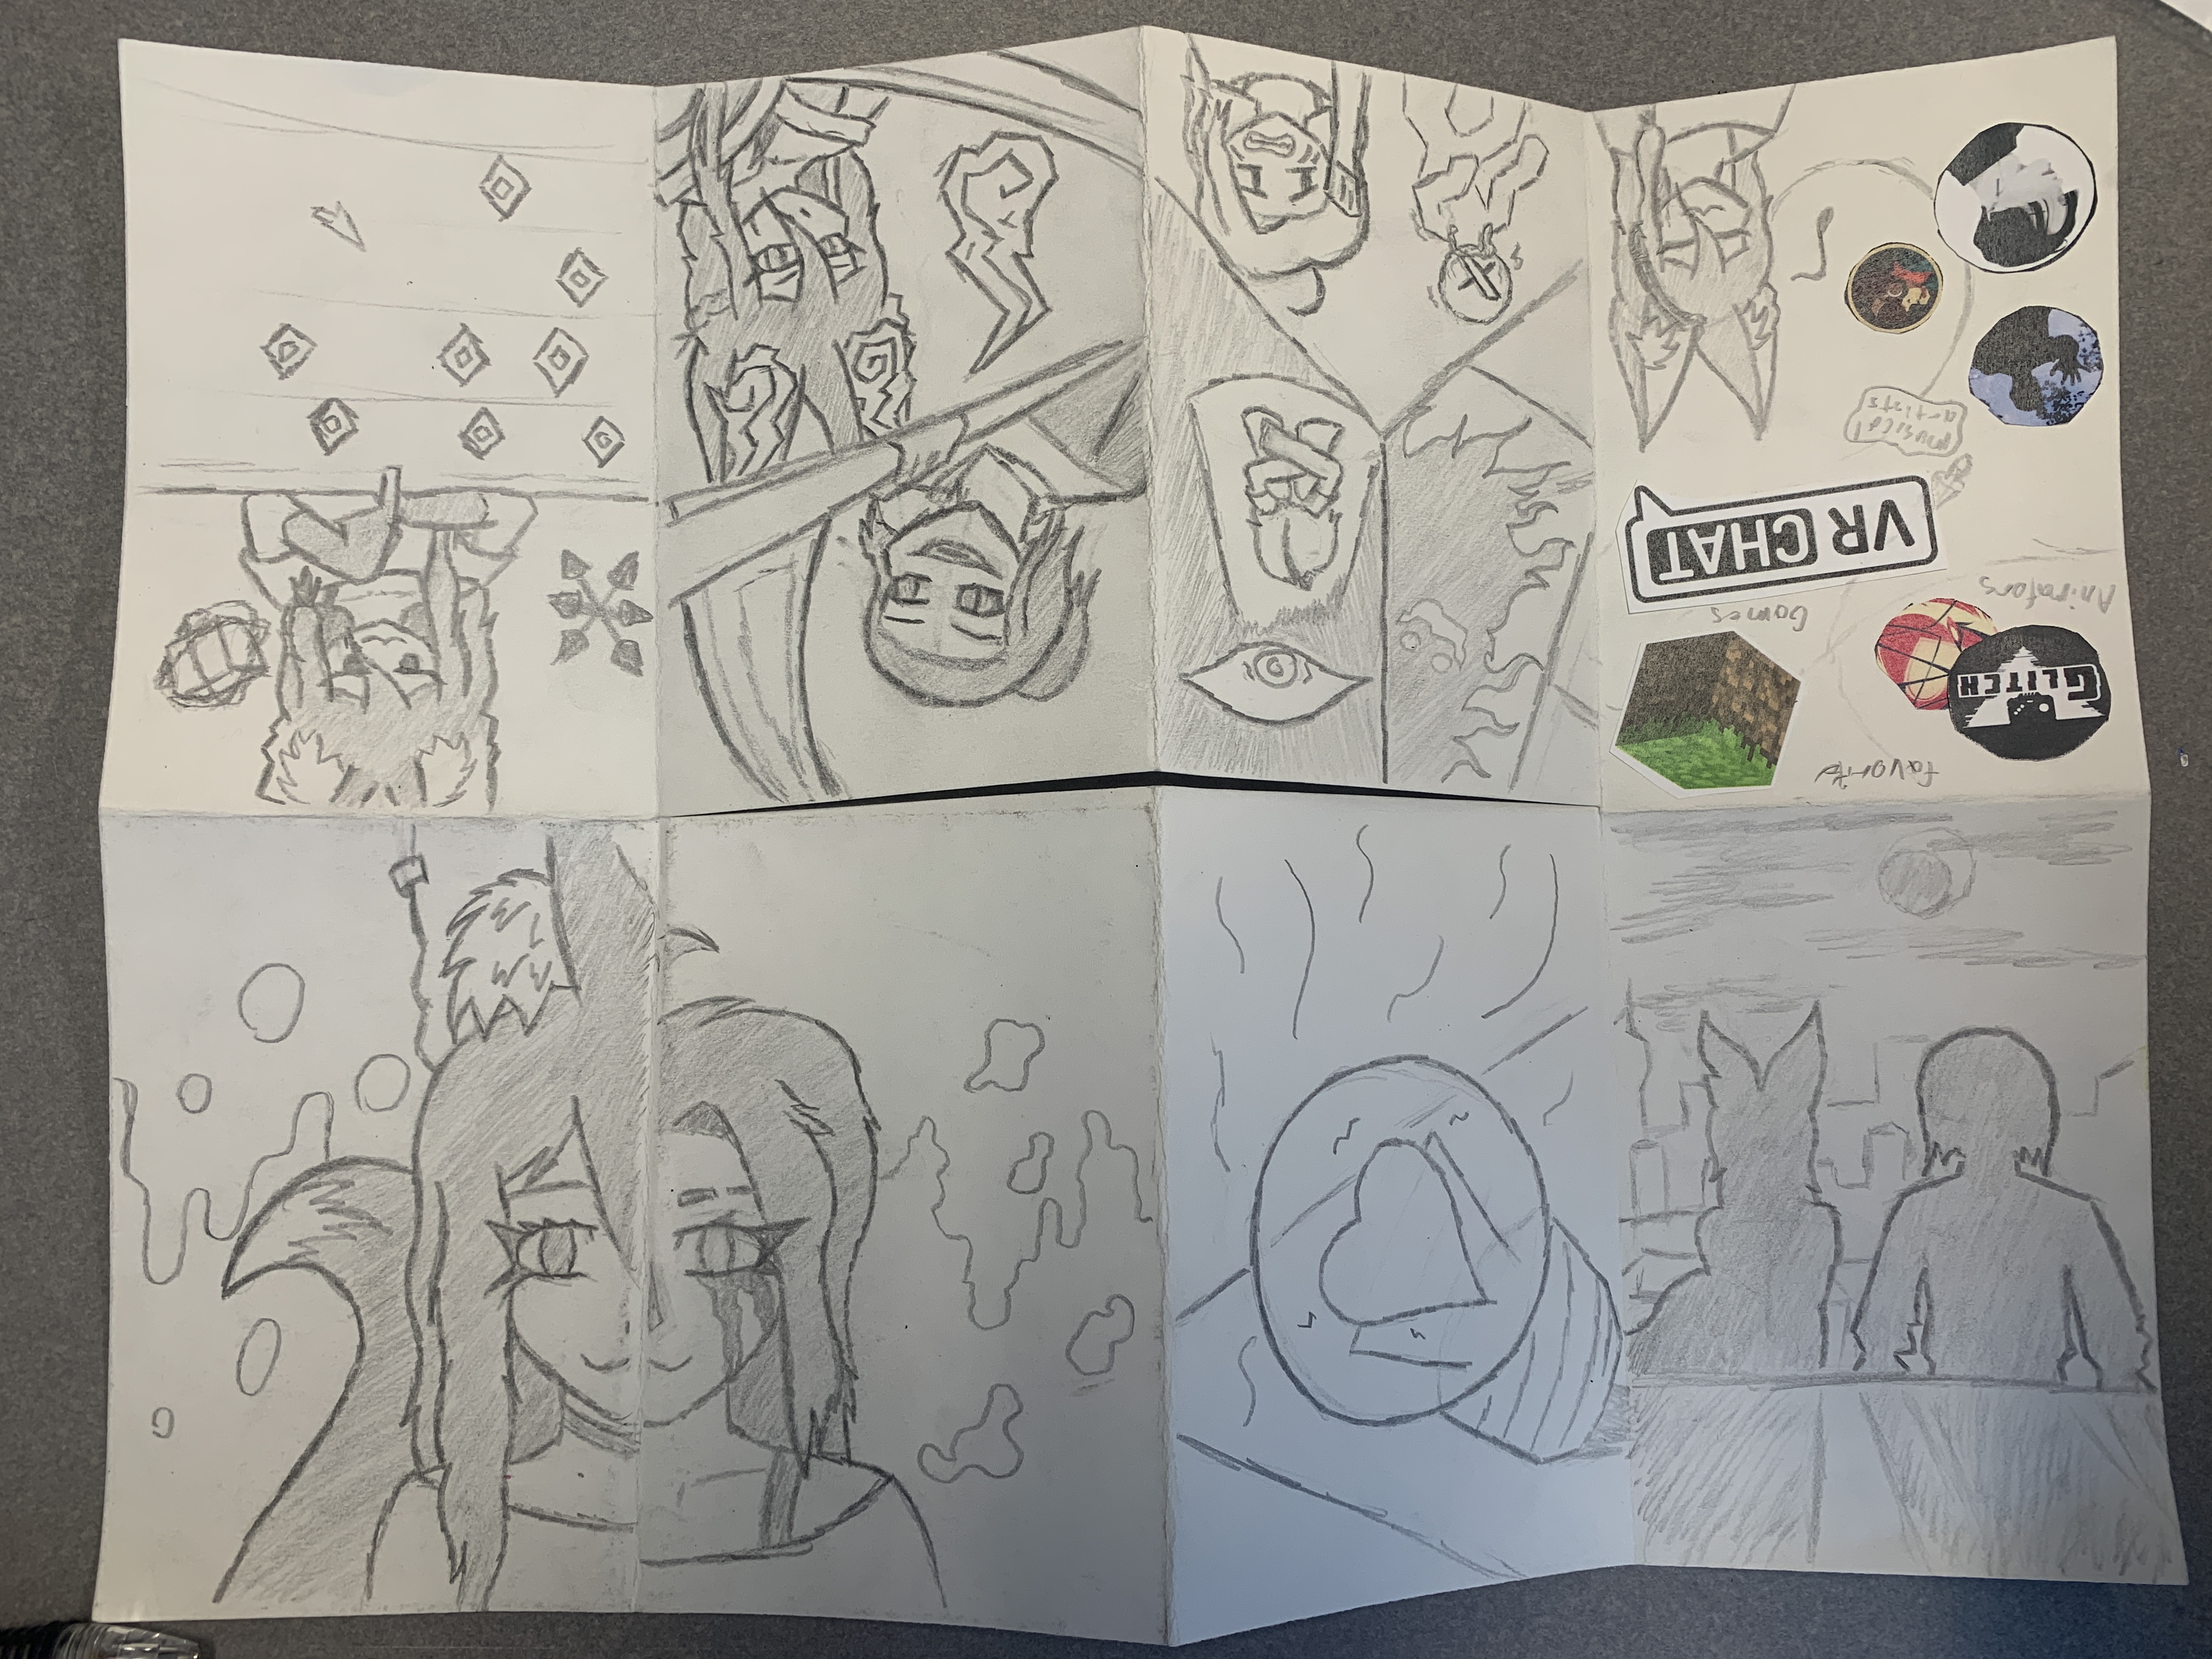 favorite
Games
Animators
GLITCH
VR CHAT
musical
artists